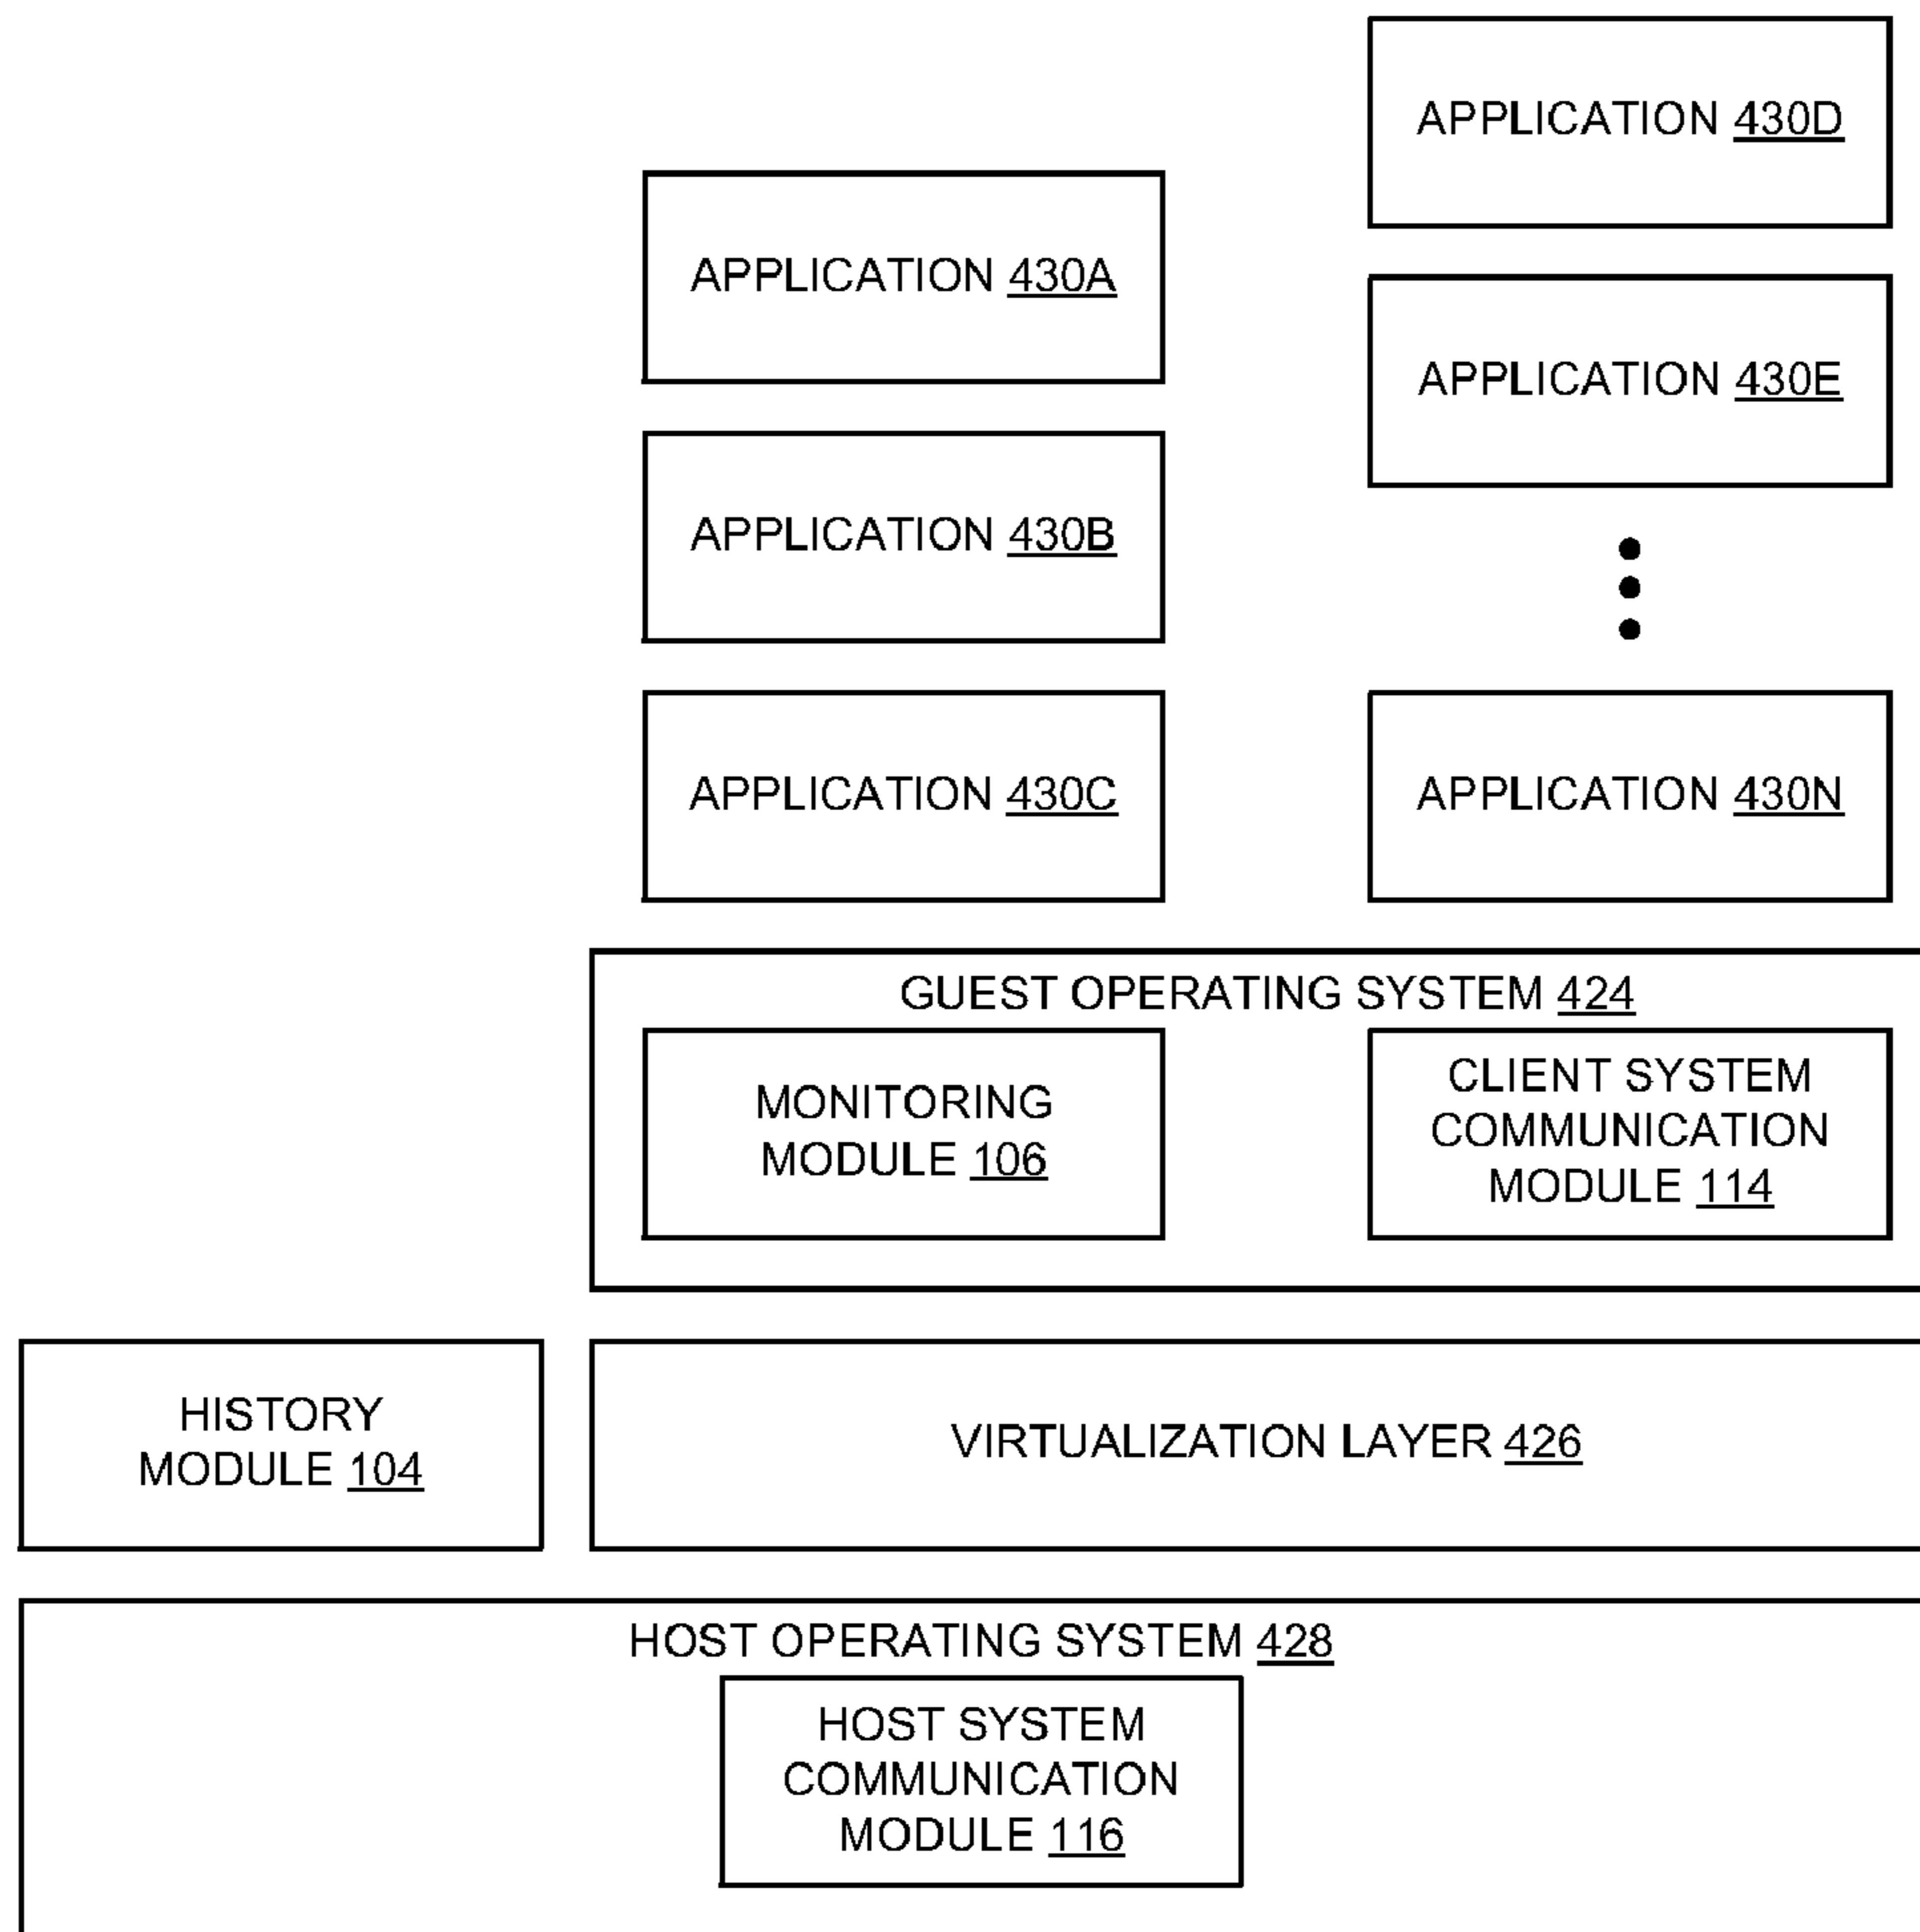 APPLICATION 430D
APPLICATION 430A
APPLICATION 430E
APPLICATION 430B
APPLICATION 430C
APPLICATION 430N
GUEST OPERATING SYSTEM 424
MONITORING
MODULE 106
CLIENT SYSTEM
COMMUNICATION
MODULE 114
HISTORY
MODULE 104
VIRTUALIZATION LAYER 426
HOST OPERATING SYSTEM 428
HOST SYSTEM
COMMUNICATION
MODULE 116